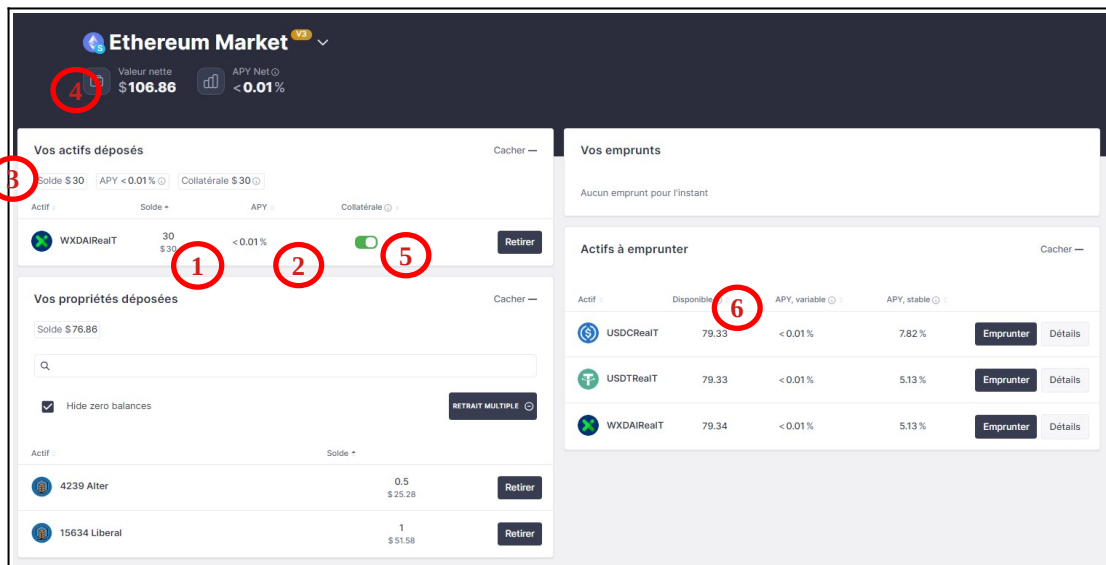 Ethereum Market V3
Valeur nette
$106.86
APY Net
< 0.01 %
4
Vos actifs déposés
Cacher —
3
Solde $ 30
APY < 0.01 %
Collatérale $ 30
Actif
Solde
APY
Collatérale
WXDAIRealT
30
$ 30
< 0.01 %
Retirer
1
2
5
Vos propriétés déposées
Cacher —
Solde $ 76.86
Hide zero balances
RETRAIT MULTIPLE
Actif
Solde
4239 Alter
0.5
$ 25.28
Retirer
15634 Liberal
1
$ 51.58
Retirer
Vos emprunts
Aucun emprunt pour l'instant
Actifs à emprunter
Cacher —
Actif
Disponible
APY, variable
APY, stable
6
USDCRealT
79.33
< 0.01 %
7.82 %
Emprunter
Détails
USDTRealT
79.33
< 0.01 %
5.13 %
Emprunter
Détails
WXDAIRealT
79.34
< 0.01 %
5.13 %
Emprunter
Détails